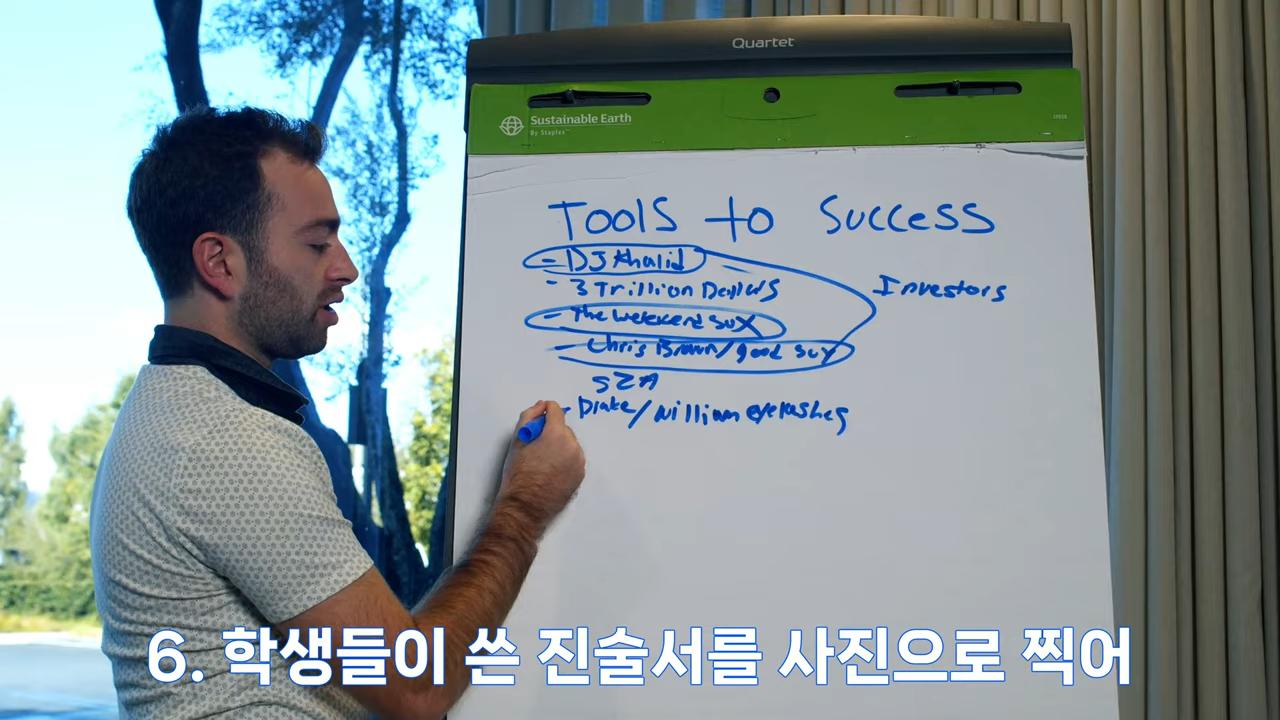 Quartet
Sustainable Earth
By Staples
Tools to Success
- DJ Khalid
- 3 Trillion Dollars
Investors
- The weekend sux
- Chris Brown/good guy
SZA
- Drake/Million eyelashes
6. 학생들이 쓴 진술서를 사진으로 찍어